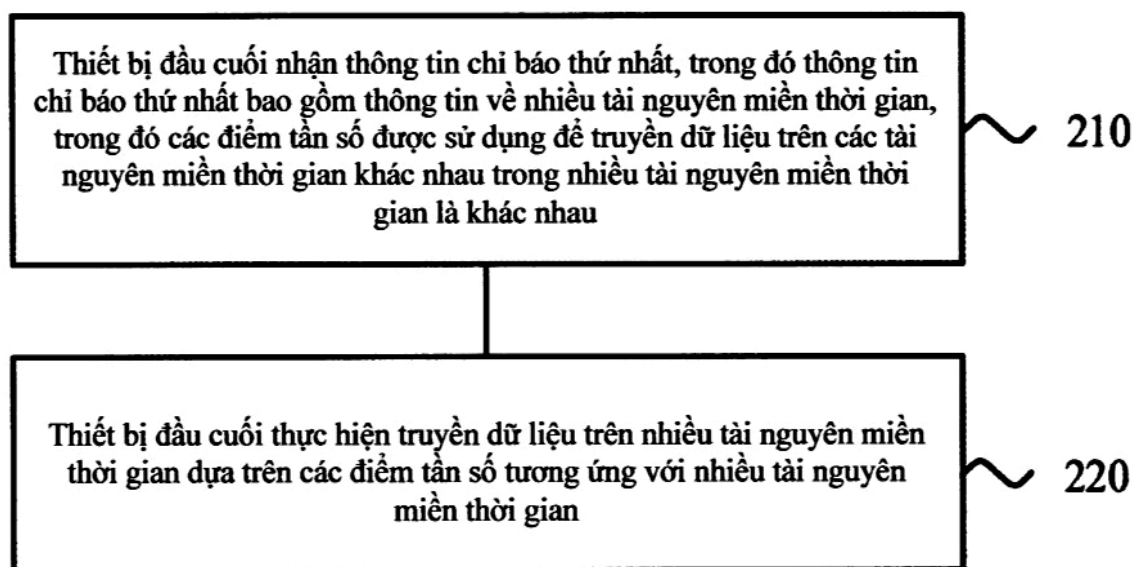 Thiết bị đầu cuối nhận thông tin chỉ báo thứ nhất, trong đó thông tin
chỉ báo thứ nhất bao gồm thông tin về nhiều tài nguyên miền thời gian,
trong đó các điểm tần số được sử dụng để truyền dữ liệu trên các tài
nguyên miền thời gian khác nhau trong nhiều tài nguyên miền thời
gian là khác nhau
210
Thiết bị đầu cuối thực hiện truyền dữ liệu trên nhiều tài nguyên miền
thời gian dựa trên các điểm tần số tương ứng với nhiều tài nguyên
miền thời gian
220